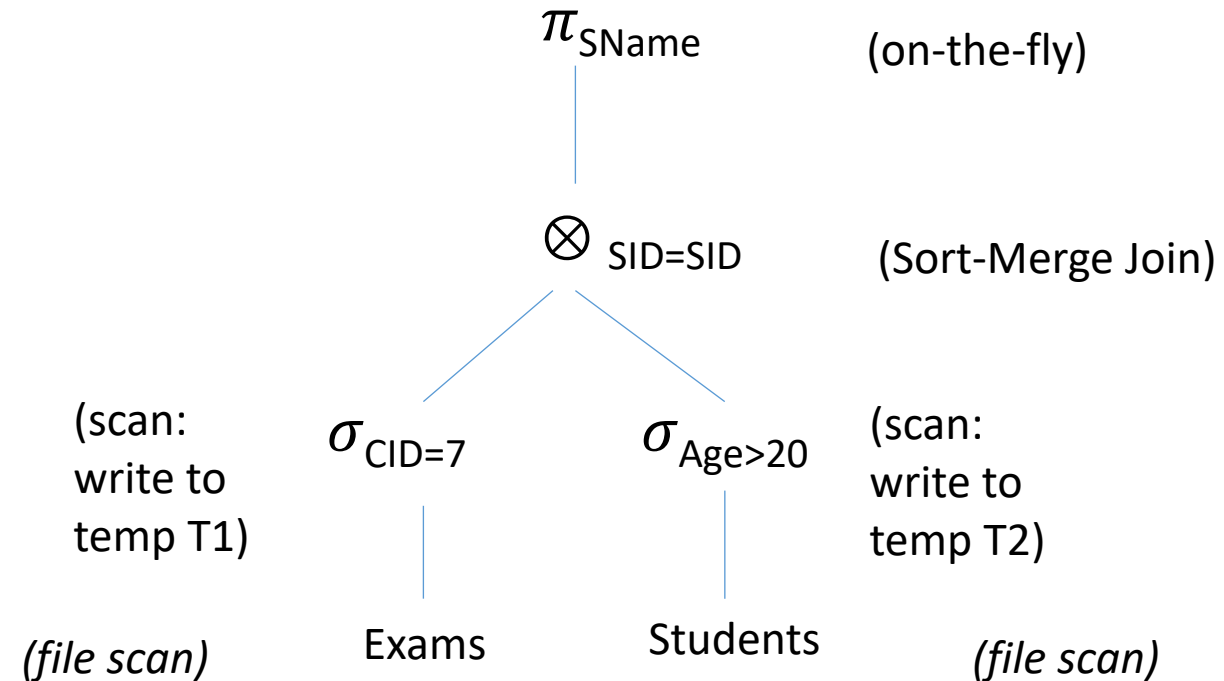 π SName (on-the-fly)
⊗ SID=SID (Sort-Merge Join)
(scan:
write to
temp T1)
σ CID=7
σ Age>20
(scan:
write to
temp T2)
(file scan)
Exams
Students
(file scan)